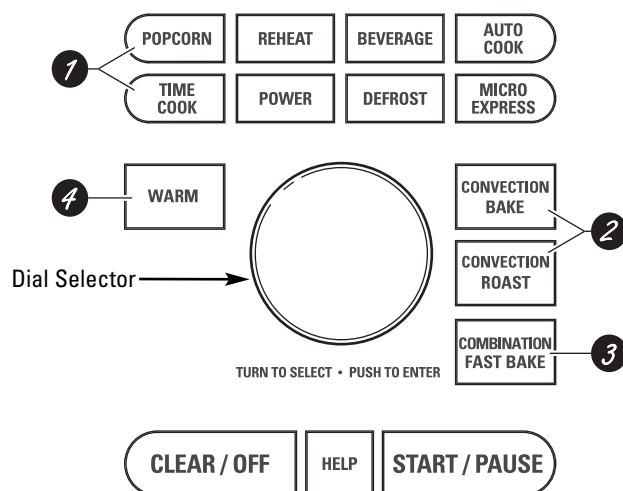 POPCORN
REHEAT
BEVERAGE
AUTO
COOK
1
TIME
COOK
POWER
DEFROST
MICRO
EXPRESS
4
WARM
CONVECTION
BAKE
2
CONVECTION
ROAST
Dial Selector
COMBINATION
FAST BAKE
3
TURN TO SELECT • PUSH TO ENTER
CLEAR / OFF
HELP
START / PAUSE